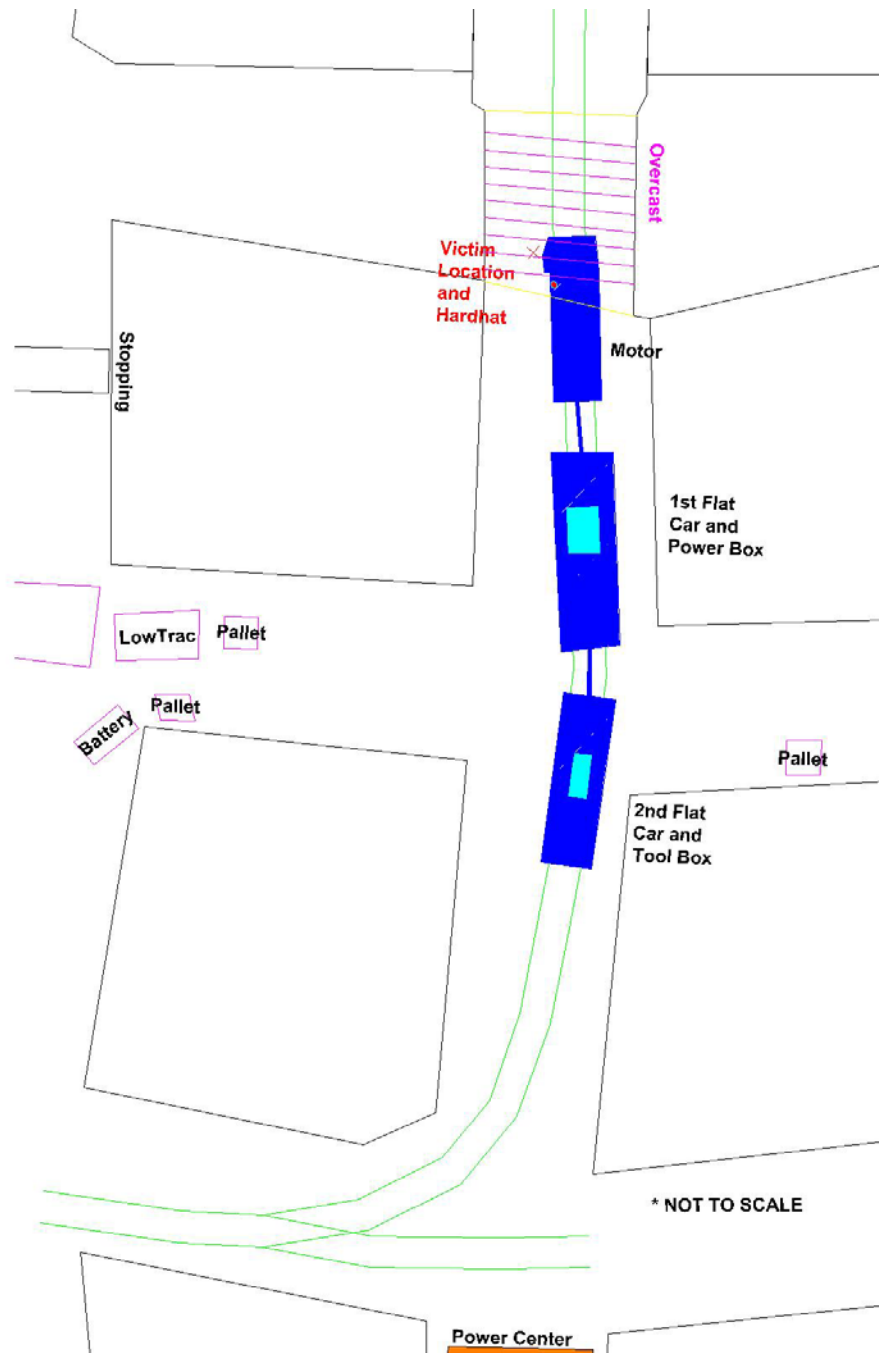 Overcast
Victim
Location
and
Hardhat
Motor
Stopping
1st Flat
Car and
Power Box
LowTrac
Pallet
Pallet
Battery
Pallet
2nd Flat
Car and
Tool Box
* NOT TO SCALE
Power Center